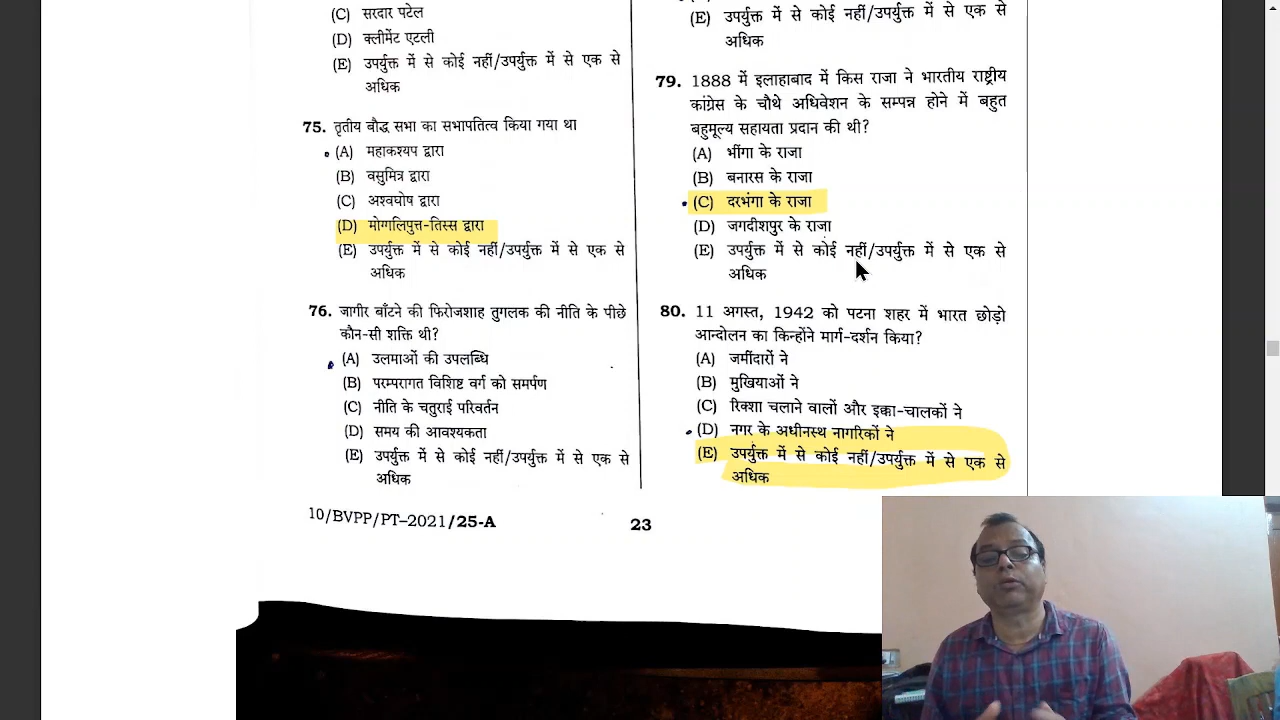 (C) सरदार पटेल
(D) क्लीमेंट एटली
(E) उपर्युक्त में से कोई नहीं/उपर्युक्त में से एक से
अधिक
75. तृतीय बौद्ध सभा का सभापतित्व किया गया था
(A) महाकश्यप द्वारा
(B) वसुमित्र द्वारा
(C) अश्वघोष द्वारा
(D) मोग्गलिपुत्त-तिस्स द्वारा
(E) उपर्युक्त में से कोई नहीं/उपर्युक्त में से एक से
अधिक
76. जागीर बाँटने की फिरोजशाह तुगलक की नीति के पीछे
कौन-सी शक्ति थी?
(A) उलमाओं की उपलब्धि
(B) परम्परागत विशिष्ट वर्ग को समर्पण
(C) नीति के चतुराई परिवर्तन
(D) समय की आवश्यकता
(E) उपर्युक्त में से कोई नहीं/उपर्युक्त में से एक से
अधिक
(E) उपर्युक्त में से कोई नहीं/उपर्युक्त में से एक से
अधिक
79. 1888 में इलाहाबाद में किस राजा ने भारतीय राष्ट्रीय
कांग्रेस के चौथे अधिवेशन के सम्पन्न होने में बहुत
बहुमूल्य सहायता प्रदान की थी?
(A) भींगा के राजा
(B) बनारस के राजा
(C) दरभंगा के राजा
(D) जगदीशपुर के राजा
(E) उपर्युक्त में से कोई नहीं/उपर्युक्त में से एक से
अधिक
80. 11 अगस्त, 1942 को पटना शहर में भारत छोड़ो
आन्दोलन का किन्होंने मार्ग-दर्शन किया?
(A) जमींदारों ने
(B) मुखियाओं ने
(C) रिक्शा चलाने वालों और इक्का-चालकों ने
(D) नगर के अधीनस्थ नागरिकों ने
(E) उपर्युक्त में से कोई नहीं/उपर्युक्त में से एक से
अधिक
10/BVPP/PT-2021/25-A
23